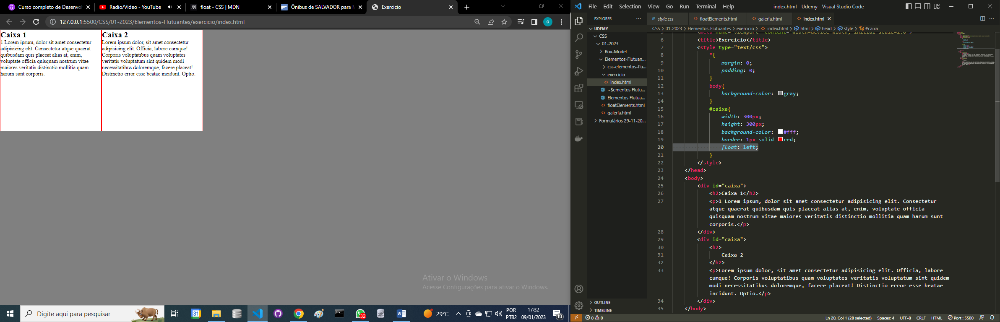 Curso completo de Desenvol
Radio/Video - YouTube
float - CSS | MDN
Ônibus de SALVADOR para M
Exercicio
127.0.0.1:5500/CSS/01-2023/Elementos-Flutuantes/exercicio/index.html
Caixa 1
1 Lorem ipsum, dolor sit amet consectetur
adipisicing elit. Consectetur atque quaerat
quibusdam quis placeat alias at, enim,
voluptate officia quisquam nostrum vitae
maiores veritatis distinctio mollitia quam
harum sunt corporis.
Caixa 2
Lorem ipsum dolor, sit amet consectetur
adipisicing elit. Officia, labore cumque!
Corporis voluptatibus quam voluptates
veritatis voluptatum sint quidem modi
necessitatibus doloremque, facere placeat!
Distinctio error esse beatae incidunt. Optio.
Ativar o Windows
Acesse Configurações para ativar o Windows.
Digite aqui para pesquisar
31
32
29°C
POR
PTB2
17:32
09/01/2023
10
File Edit Selection View Go Run Terminal Help
index.html - Udemy - Visual Studio Code
EXPLORER
UDEMY
CSS
01-2023
Box-Model
Elementos-Flutuan...
css-elementos-flu...
exercicio
index.html
~$ementos Flutu...
Elementos Flutua...
floatElements.html
galeria.html
Formulários 29-11-20...
OUTLINE
TIMELINE
style.css
floatElements.html
galeria.html
index.html
CSS > 01-2023 > Elementos-Flutuantes > exercicio > index.html > html > head > style > #caixa
5 <meta name="viewport" content="width=device-width, initial-scale=1.0">
6 <title>Exercicio</title>
7 <style type="text/css">
8 *{
9 margin: 0;
10 padding: 0;
11 }
12 body{
13 background-color: gray;
14 }
15 #caixa{
16 width: 300px;
17 height: 300px;
18 background-color: #fff;
19 border: 1px solid red;
20 float: left;
21 }
22 </style>
23 </head>
24 <body>
25 <div id="caixa">
26 <h2>Caixa 1</h2>
27 <p>1 Lorem ipsum, dolor sit amet consectetur adipisicing elit. Consectetur
atque quaerat quibusdam quis placeat alias at, enim, voluptate officia
quisquam nostrum vitae maiores veritatis distinctio mollitia quam harum sunt
corporis.</p>
28 </div>
29 <div id="caixa">
30 <h2>
31 Caixa 2
32 </h2>
33 <p>Lorem ipsum dolor, sit amet consectetur adipisicing elit. Officia, labore
cumque! Corporis voluptatibus quam voluptates veritatis voluptatum sint quidem
modi necessitatibus doloremque, facere placeat! Distinctio error esse beatae
incidunt. Optio.</p>
34 </div>
35 </body>
0 0
Ln 20, Col 1 (28 selected) Spaces: 4 UTF-8 CRLF HTML Port : 5500